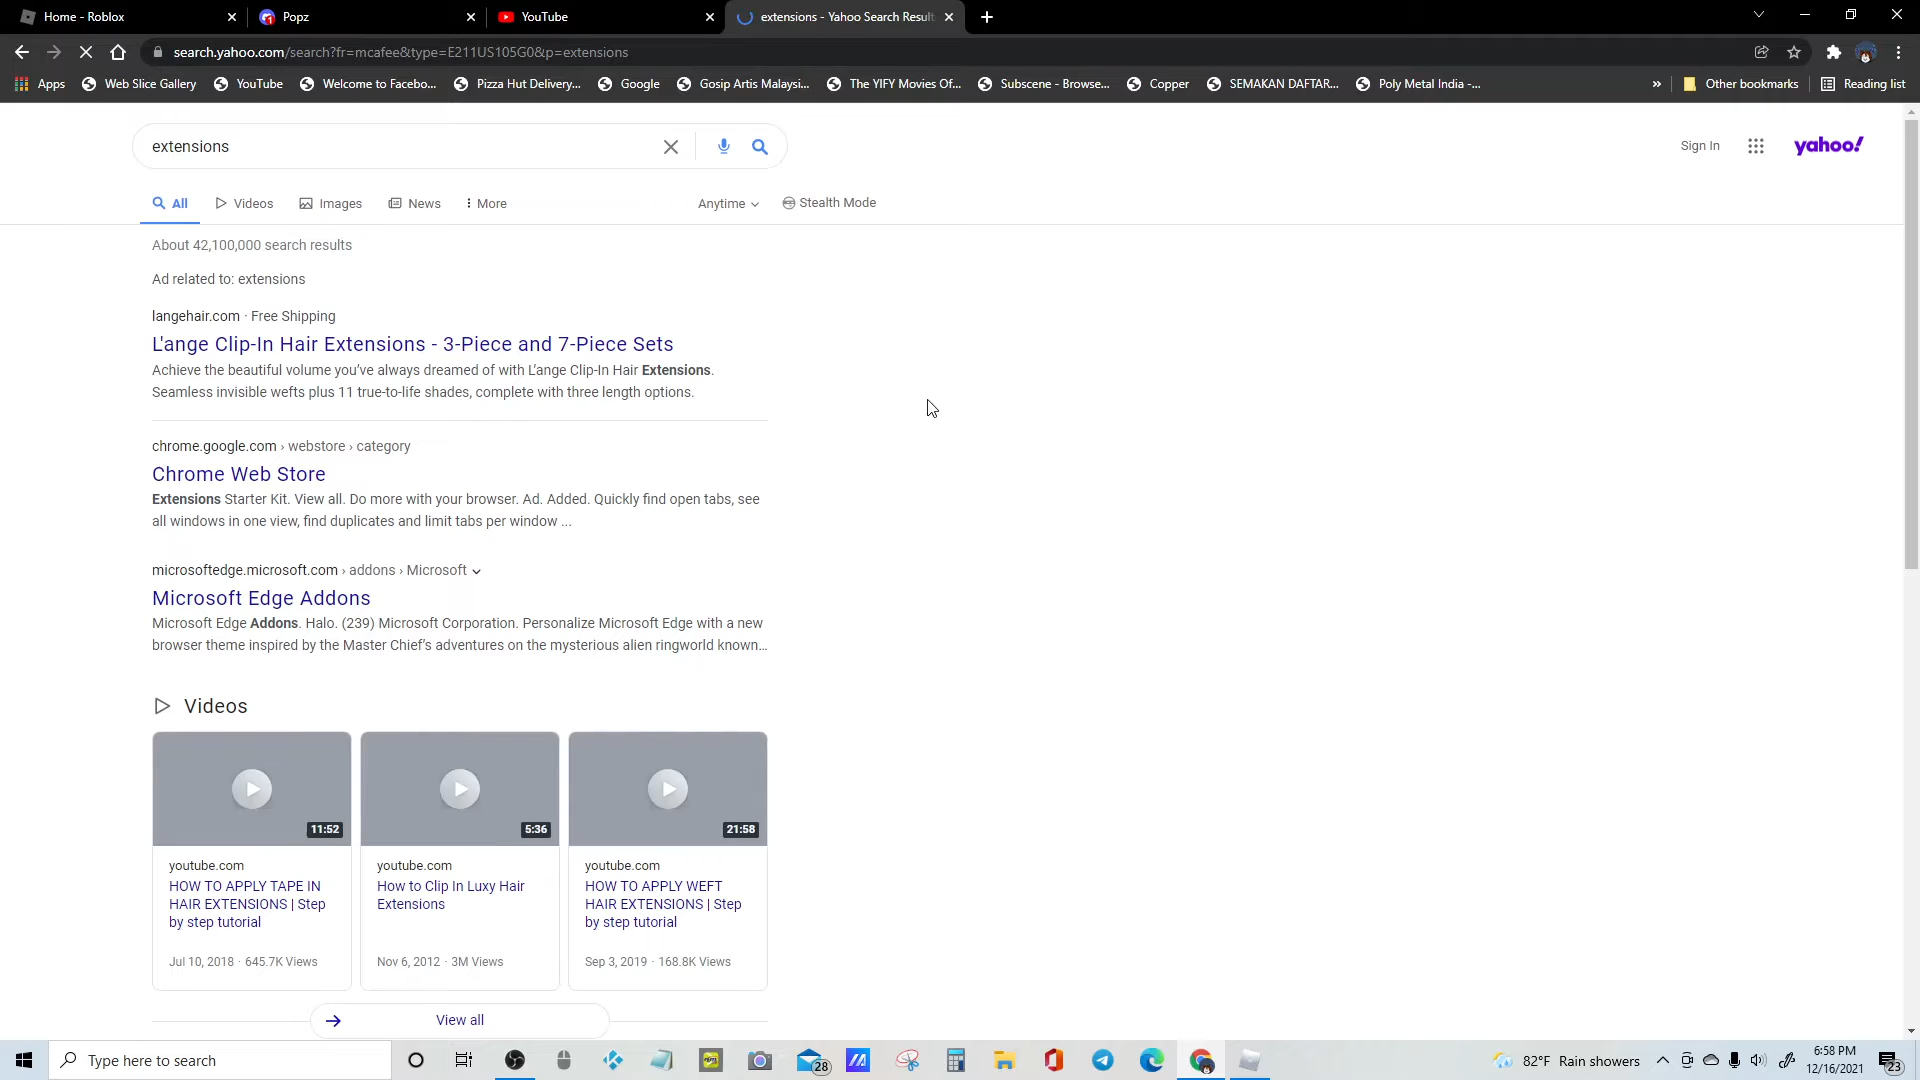 Home - Roblox
Popz
YouTube
extensions - Yahoo Search Result
search.yahoo.com/search?fr=mcafee&type=E211US105G0&p=extensions
Apps
Web Slice Gallery
YouTube
Welcome to Facebo...
Pizza Hut Delivery...
Google
Gosip Artis Malaysi...
The YIFY Movies Of...
Subscene - Browse...
Copper
SEMAKAN DAFTAR...
Poly Metal India -...
»
Other bookmarks
Reading list
extensions
Sign In
yahoo!
All
Videos
Images
News
More
Anytime
Stealth Mode
About 42,100,000 search results
Ad related to: extensions
langehair.com · Free Shipping
L'ange Clip-In Hair Extensions - 3-Piece and 7-Piece Sets
Achieve the beautiful volume you've always dreamed of with L'ange Clip-In Hair Extensions.
Seamless invisible wefts plus 11 true-to-life shades, complete with three length options.
chrome.google.com › webstore › category
Chrome Web Store
Extensions Starter Kit. View all. Do more with your browser. Ad. Added. Quickly find open tabs, see
all windows in one view, find duplicates and limit tabs per window ...
microsoftedge.microsoft.com › addons › Microsoft
Microsoft Edge Addons
Microsoft Edge Addons. Halo. (239) Microsoft Corporation. Personalize Microsoft Edge with a new
browser theme inspired by the Master Chief's adventures on the mysterious alien ringworld known...
Videos
11:52
5:36
21:58
youtube.com
HOW TO APPLY TAPE IN
HAIR EXTENSIONS | Step
by step tutorial
Jul 10, 2018 · 645.7K Views
youtube.com
How to Clip In Luxy Hair
Extensions
Nov 6, 2012 · 3M Views
youtube.com
HOW TO APPLY WEFT
HAIR EXTENSIONS | Step
by step tutorial
Sep 3, 2019 · 168.8K Views
View all
Type here to search
28
82°F Rain showers
6:58 PM
12/16/2021
23